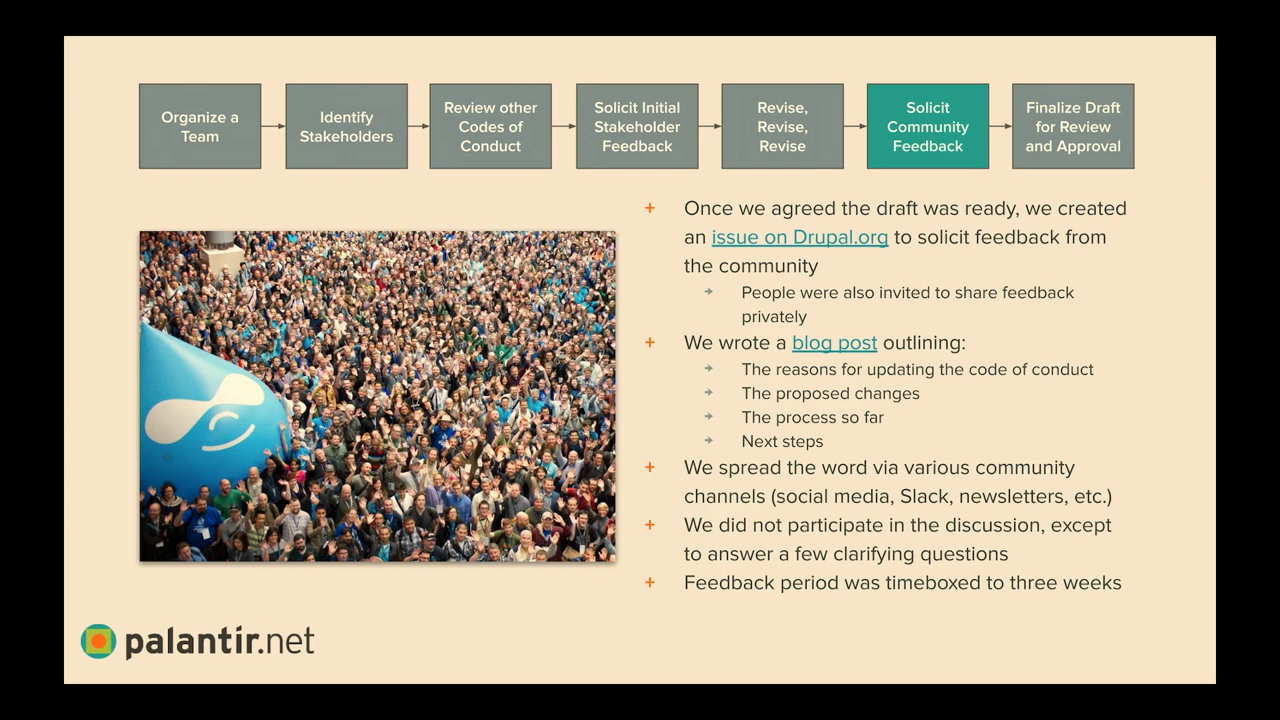 Organize a
Team
Identify
Stakeholders
Review other
Codes of
Conduct
Solicit Initial
Stakeholder
Feedback
Revise,
Revise,
Revise
Solicit
Community
Feedback
Finalize Draft
for Review
and Approval
+ Once we agreed the draft was ready, we created
an issue on Drupal.org to solicit feedback from
the community
People were also invited to share feedback
privately
+ We wrote a blog post outlining:
The reasons for updating the code of conduct
The proposed changes
The process so far
Next steps
+ We spread the word via various community
channels (social media, Slack, newsletters, etc.)
+ We did not participate in the discussion, except
to answer a few clarifying questions
+ Feedback period was timeboxed to three weeks
palantir.net